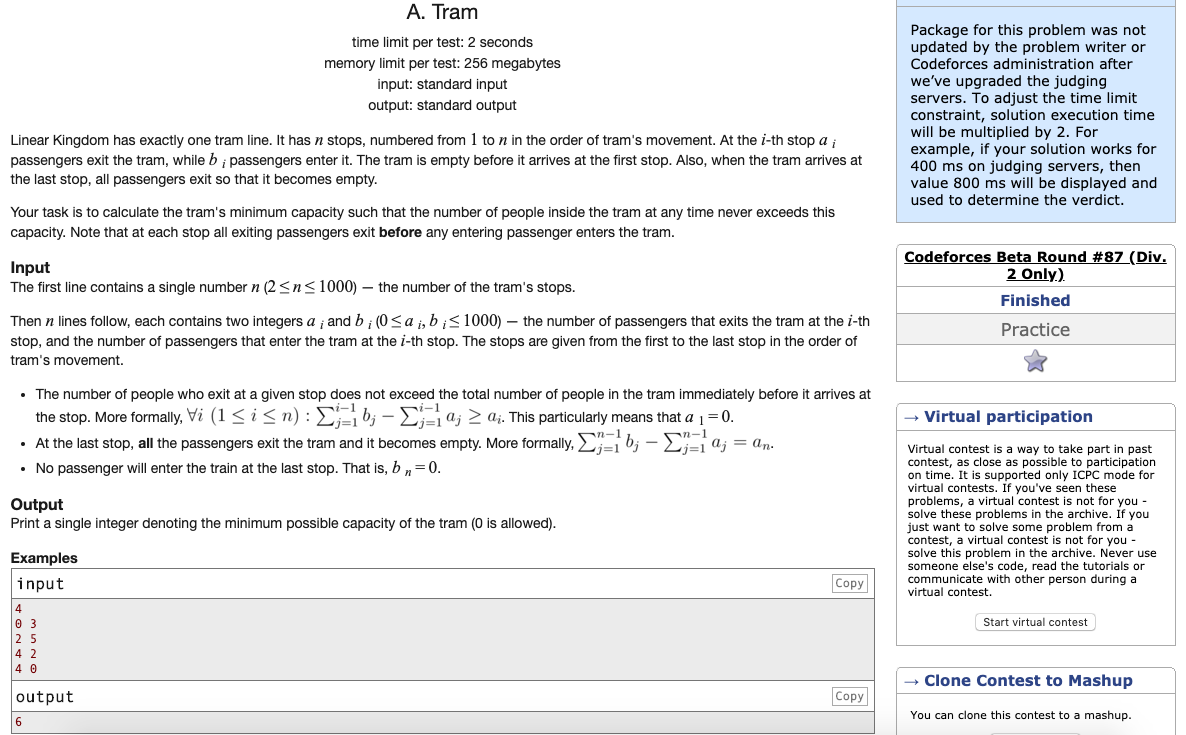 A. Tram
time limit per test: 2 seconds
memory limit per test: 256 megabytes
input: standard input
output: standard output
Linear Kingdom has exactly one tram line. It has n stops, numbered from 1 to n in the order of tram's movement. At the i-th stop a i
passengers exit the tram, while b i passengers enter it. The tram is empty before it arrives at the first stop. Also, when the tram arrives at
the last stop, all passengers exit so that it becomes empty.
Your task is to calculate the tram's minimum capacity such that the number of people inside the tram at any time never exceeds this
capacity. Note that at each stop all exiting passengers exit before any entering passenger enters the tram.
Input
The first line contains a single number n (2 ≤ n ≤ 1000) — the number of the tram's stops.
Then n lines follow, each contains two integers a i and b i (0 ≤ a i, b i ≤ 1000) — the number of passengers that exits the tram at the i-th
stop, and the number of passengers that enter the tram at the i-th stop. The stops are given from the first to the last stop in the order of
tram's movement.
• The number of people who exit at a given stop does not exceed the total number of people in the tram immediately before it arrives at
the stop. More formally, ∀i (1 ≤ i ≤ n) : ∑_{j=1}^{i−1} b_j − ∑_{j=1}^{i−1} a_j ≥ a_i. This particularly means that a 1 = 0.
• At the last stop, all the passengers exit the tram and it becomes empty. More formally, ∑_{j=1}^{n−1} b_j − ∑_{j=1}^{n−1} a_j = a_n.
• No passenger will enter the train at the last stop. That is, b n = 0.
Output
Print a single integer denoting the minimum possible capacity of the tram (0 is allowed).
Examples
input
Copy
4
0 3
2 5
4 2
4 0
output
Copy
6
Package for this problem was not
updated by the problem writer or
Codeforces administration after
we've upgraded the judging
servers. To adjust the time limit
constraint, solution execution time
will be multiplied by 2. For
example, if your solution works for
400 ms on judging servers, then
value 800 ms will be displayed and
used to determine the verdict.
Codeforces Beta Round #87 (Div.
2 Only)
Finished
Practice
→ Virtual participation
Virtual contest is a way to take part in past
contest, as close as possible to participation
on time. It is supported only ICPC mode for
virtual contests. If you've seen these
problems, a virtual contest is not for you -
solve these problems in the archive. If you
just want to solve some problem from a
contest, a virtual contest is not for you -
solve this problem in the archive. Never use
someone else's code, read the tutorials or
communicate with other person during a
virtual contest.
Start virtual contest
→ Clone Contest to Mashup
You can clone this contest to a mashup.